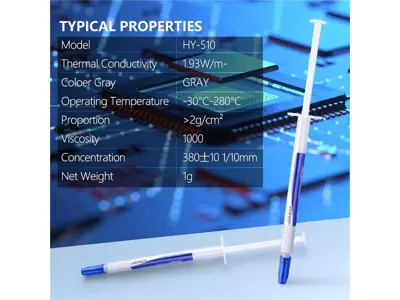 TYPICAL PROPERTIES
Model HY-510
Thermal Conductivity 1.93W/m-
Coloer Gray GRAY
Operating Temperature -30°C-280°C
Proportion >2g/cm²
Viscosity 1000
Concentration 380±10 1/10mm
Net Weight 1g